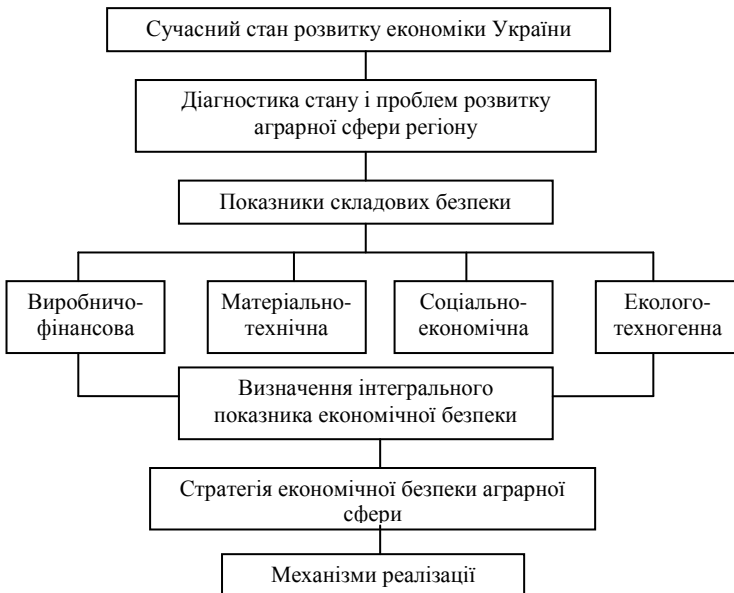 Сучасний стан розвитку економіки України
Діагностика стану і проблем розвитку
аграрної сфери регіону
Показники складових безпеки
Виробничо-
фінансова
Матеріально-
технічна
Соціально-
економічна
Еколого-
техногенна
Визначення інтегрального
показника економічної безпеки
Стратегія економічної безпеки аграрної
сфери
Механізми реалізації